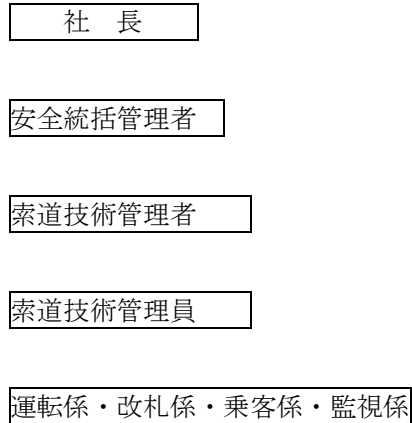 社　長
安全統括管理者
索道技術管理者
索道技術管理員
運転係・改札係・乗客係・監視係